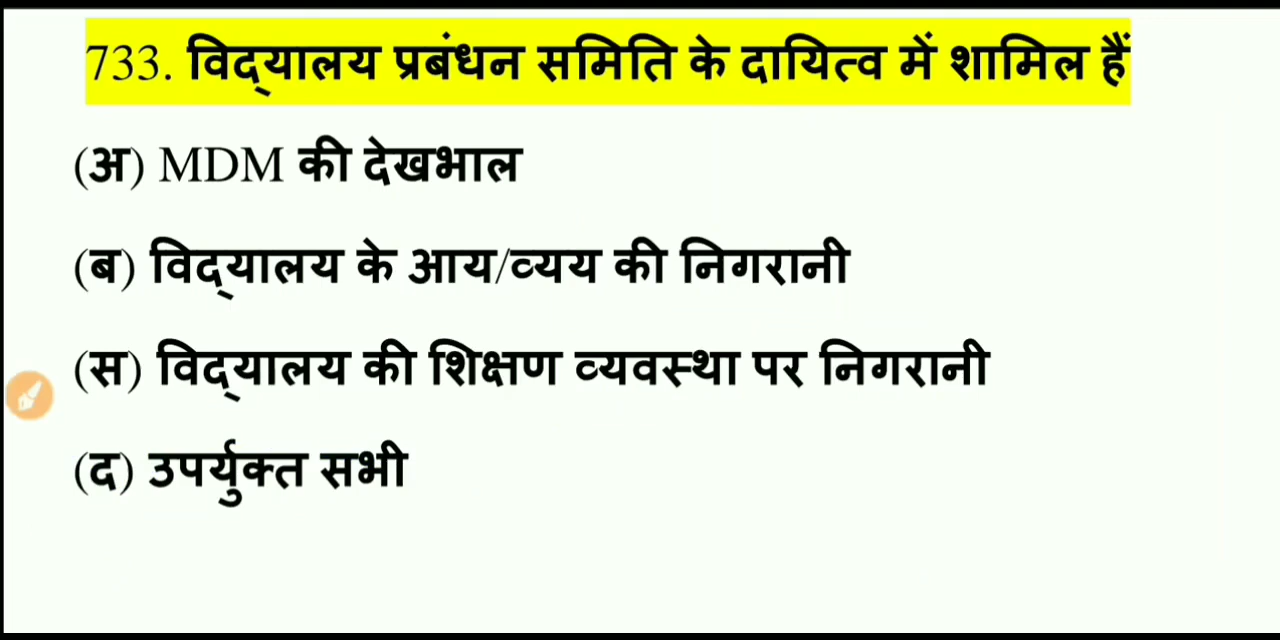 733. विद्यालय प्रबंधन समिति के दायित्व में शामिल हैं
(अ) MDM की देखभाल
(ब) विद्यालय के आय/व्यय की निगरानी
(स) विद्यालय की शिक्षण व्यवस्था पर निगरानी
(द) उपर्युक्त सभी